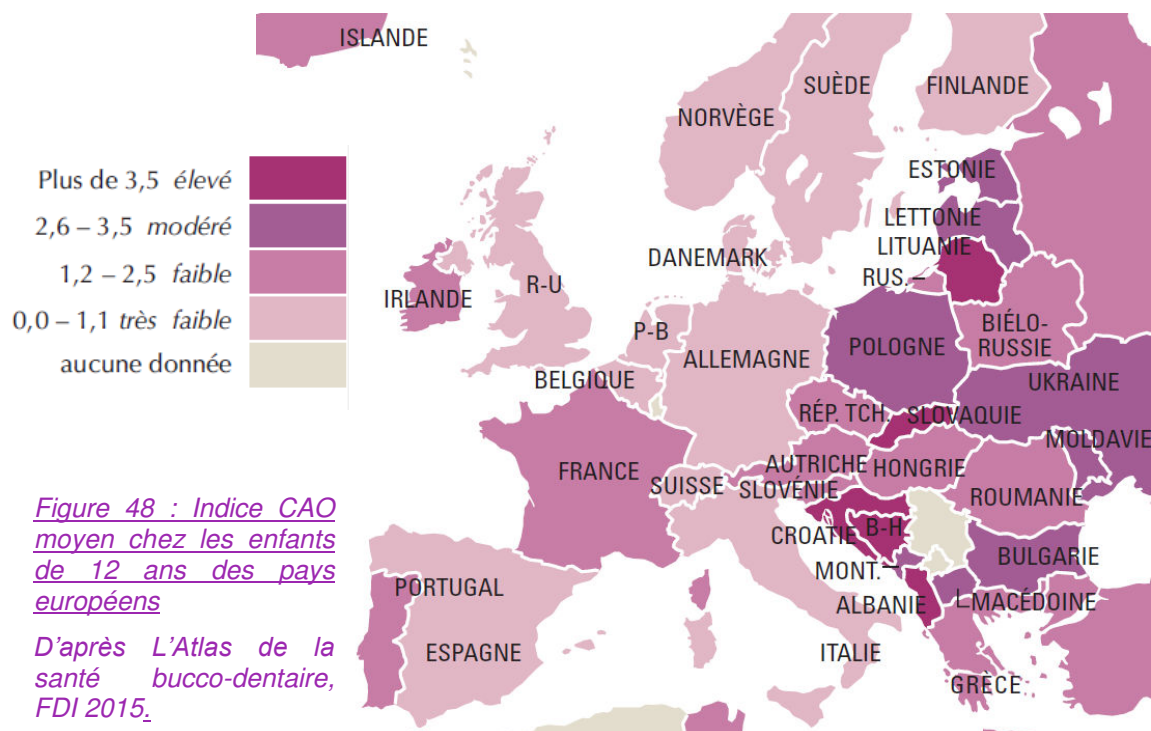 ISLANDE
SUÈDE
FINLANDE
NORVÈGE
Plus de 3,5 élevé
2,6 – 3,5 modéré
1,2 – 2,5 faible
0,0 – 1,1 très faible
aucune donnée
ESTONIE
LETTONIE
LITUANIE
DANEMARK
RUS.
IRLANDE
R-U
P-B
BIÉLO-
RUSSIE
ALLEMAGNE
POLOGNE
BELGIQUE
UKRAINE
RÉP. TCH.
SLOVAQUIE
MOLDAVIE
FRANCE
AUTRICHE
HONGRIE
SUISSE
SLOVÉNIE
ROUMANIE
CROATIE
B-H
BULGARIE
MONT.
PORTUGAL
ALBANIE
MACÉDOINE
ESPAGNE
ITALIE
GRÈCE
Figure 48 : Indice CAO
moyen chez les enfants
de 12 ans des pays
européens
D'après L'Atlas de la
santé bucco-dentaire,
FDI 2015.